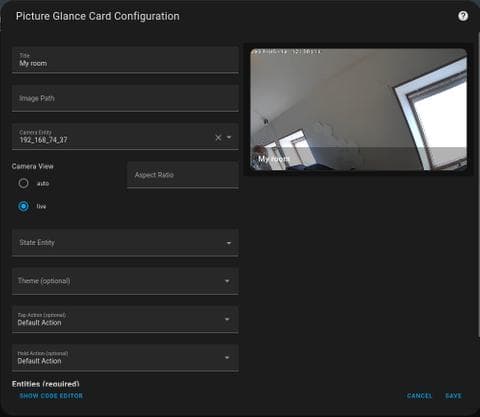 Picture Glance Card Configuration
Title
My room
Image Path
Camera Entity
192_168_74_37
Camera View
auto
Aspect Ratio
live
State Entity
Theme (optional)
Tap Action (optional)
Default Action
Hold Action (optional)
Default Action
Entities (required)
SHOW CODE EDITOR
CANCEL
SAVE
My room